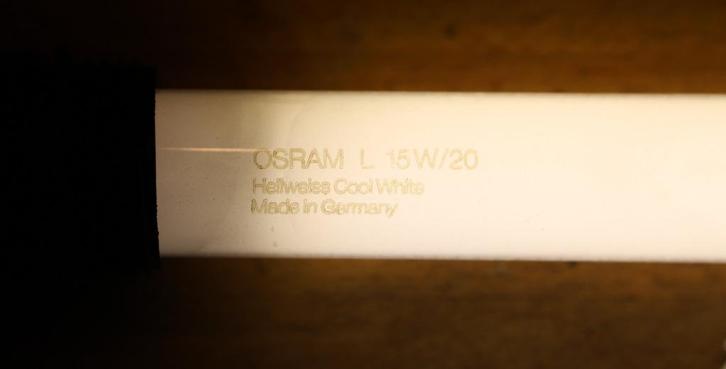 OSRAM L 15W/20
Hellweiss Cool White
Made in Germany